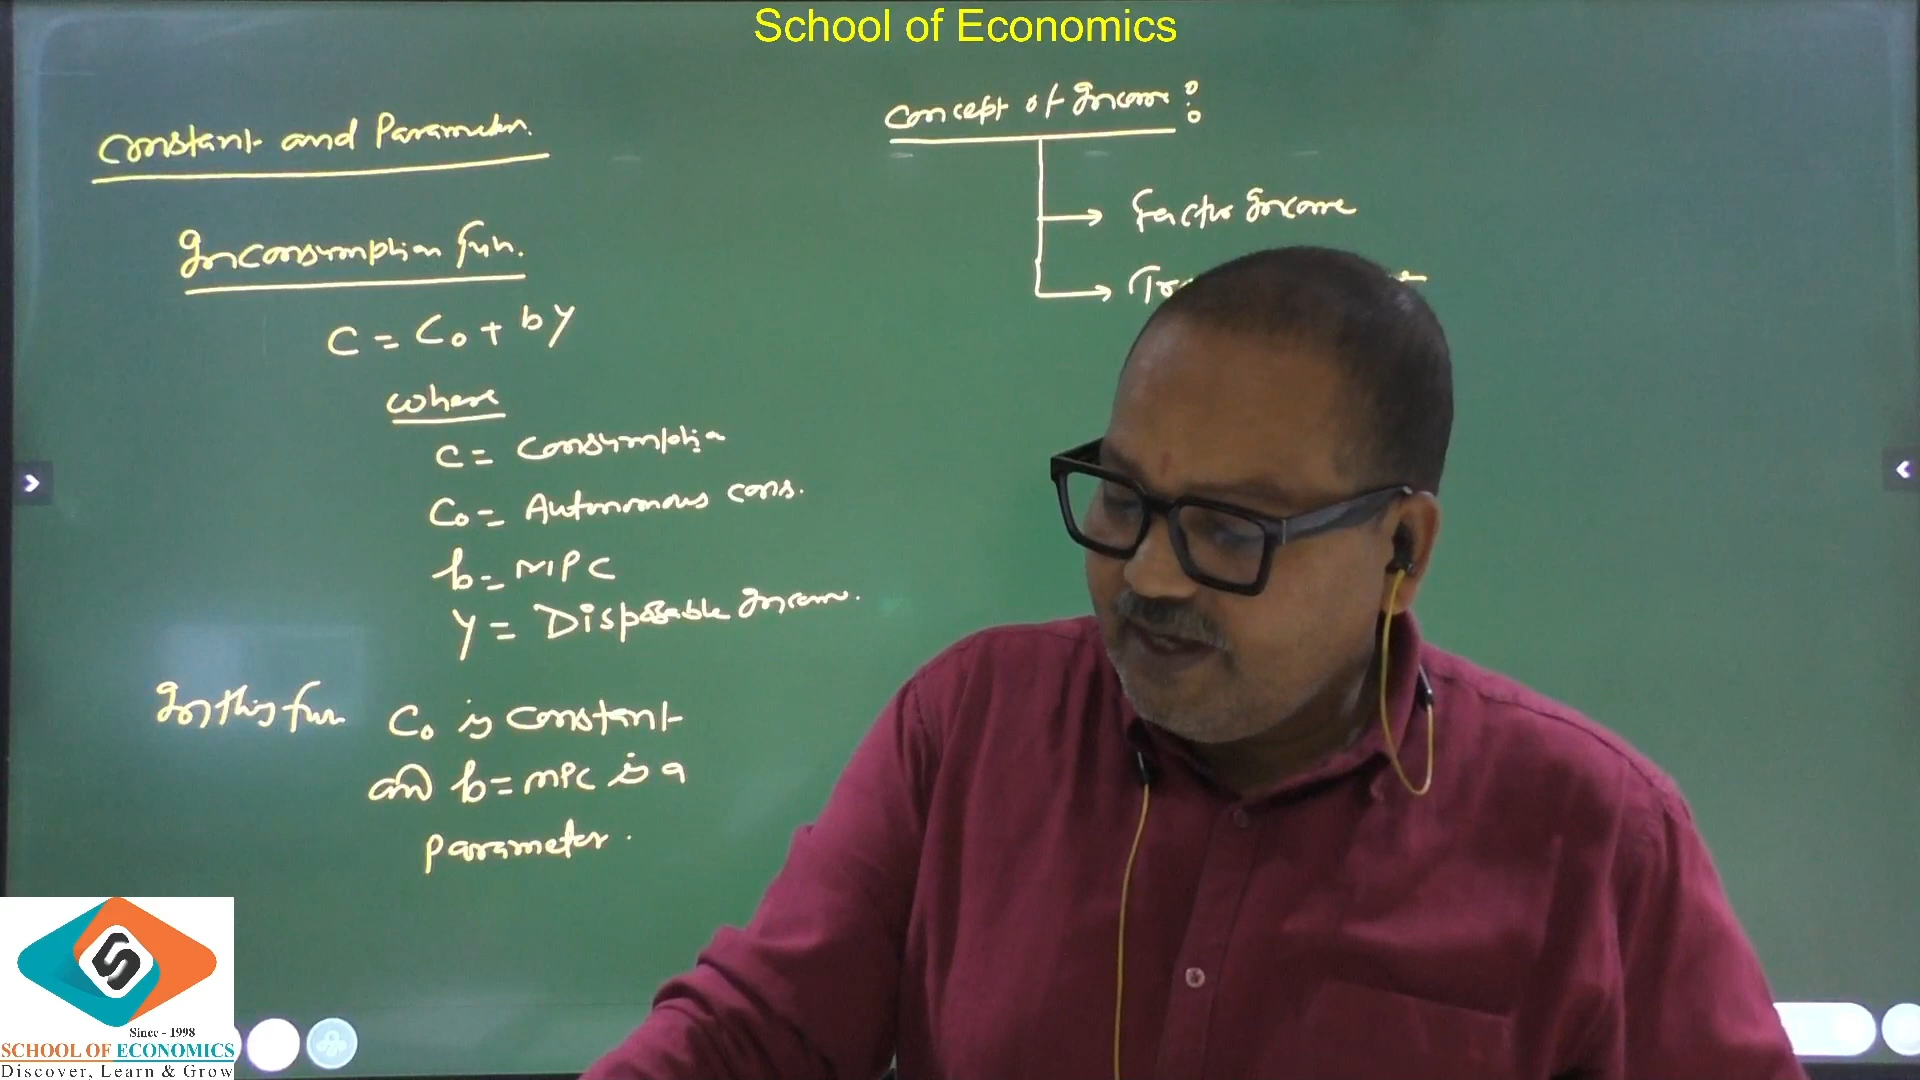 School of Economics
Constant and Parameter.
In consumption fun.
C = C0 + by
where
C = Consumption
C0 = Autonomous cons.
b = MPC
y = Disposable Income.
In this fun C0 is constant
and b = MPC is a
parameter.
Concept of Income:
Factor Income
Since - 1998
SCHOOL OF ECONOMICS
Discover, Learn & Grow